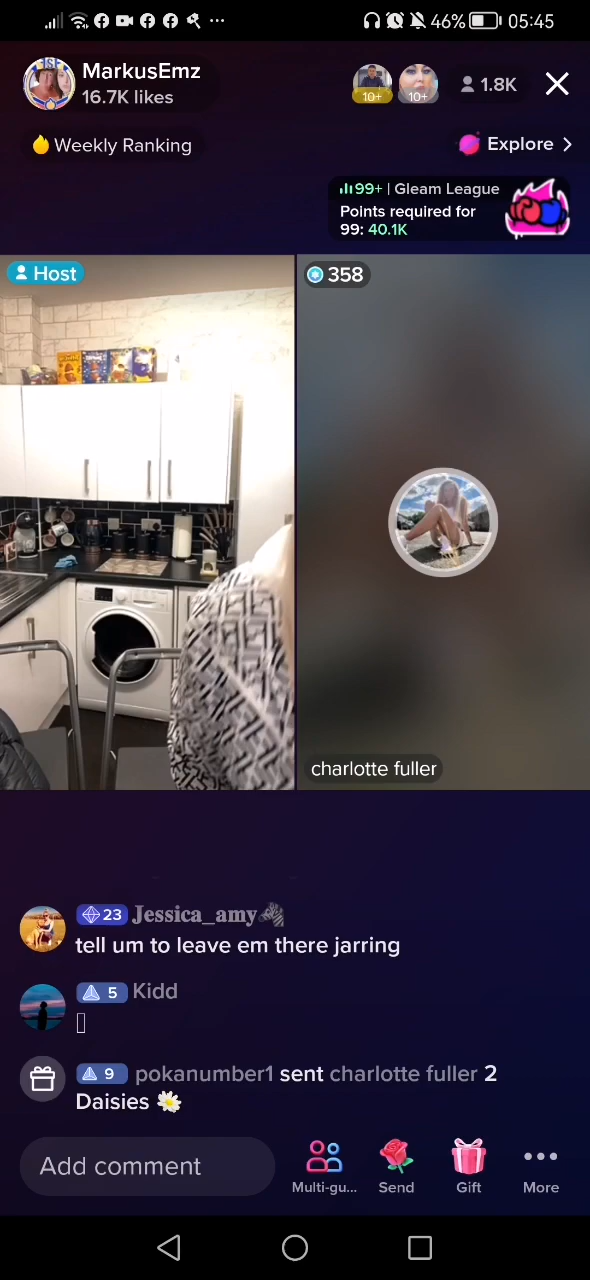 46% 05:45
MarkusEmz
16.7K likes
10+ 10+
1.8K
Weekly Ranking
Explore
99+ | Gleam League
Points required for
99: 40.1K
Host
358
charlotte fuller
23 Jessica_amy🦓
tell um to leave em there jarring
5 Kidd
9 pokanumber1 sent charlotte fuller 2
Daisies 🌼
Add comment
Multi-gu... Send Gift More